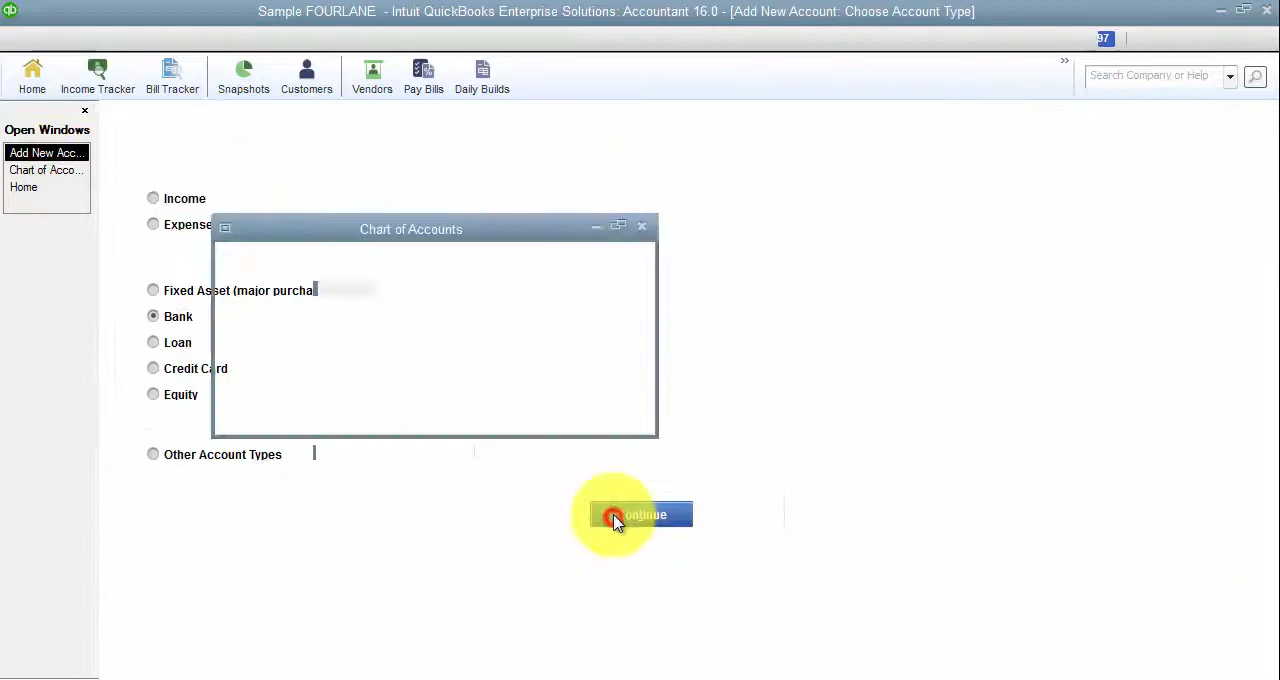 qb
Sample FOURLANE - Intuit QuickBooks Enterprise Solutions: Accountant 16.0 - [Add New Account: Choose Account Type]
97
Home Income Tracker Bill Tracker Snapshots Customers Vendors Pay Bills Daily Builds
Search Company or Help
Open Windows
Add New Acc...
Chart of Acco...
Home
Income
Expense
Chart of Accounts
Fixed Asset (major purcha
Bank
Loan
Credit Card
Equity
Other Account Types
ontinue